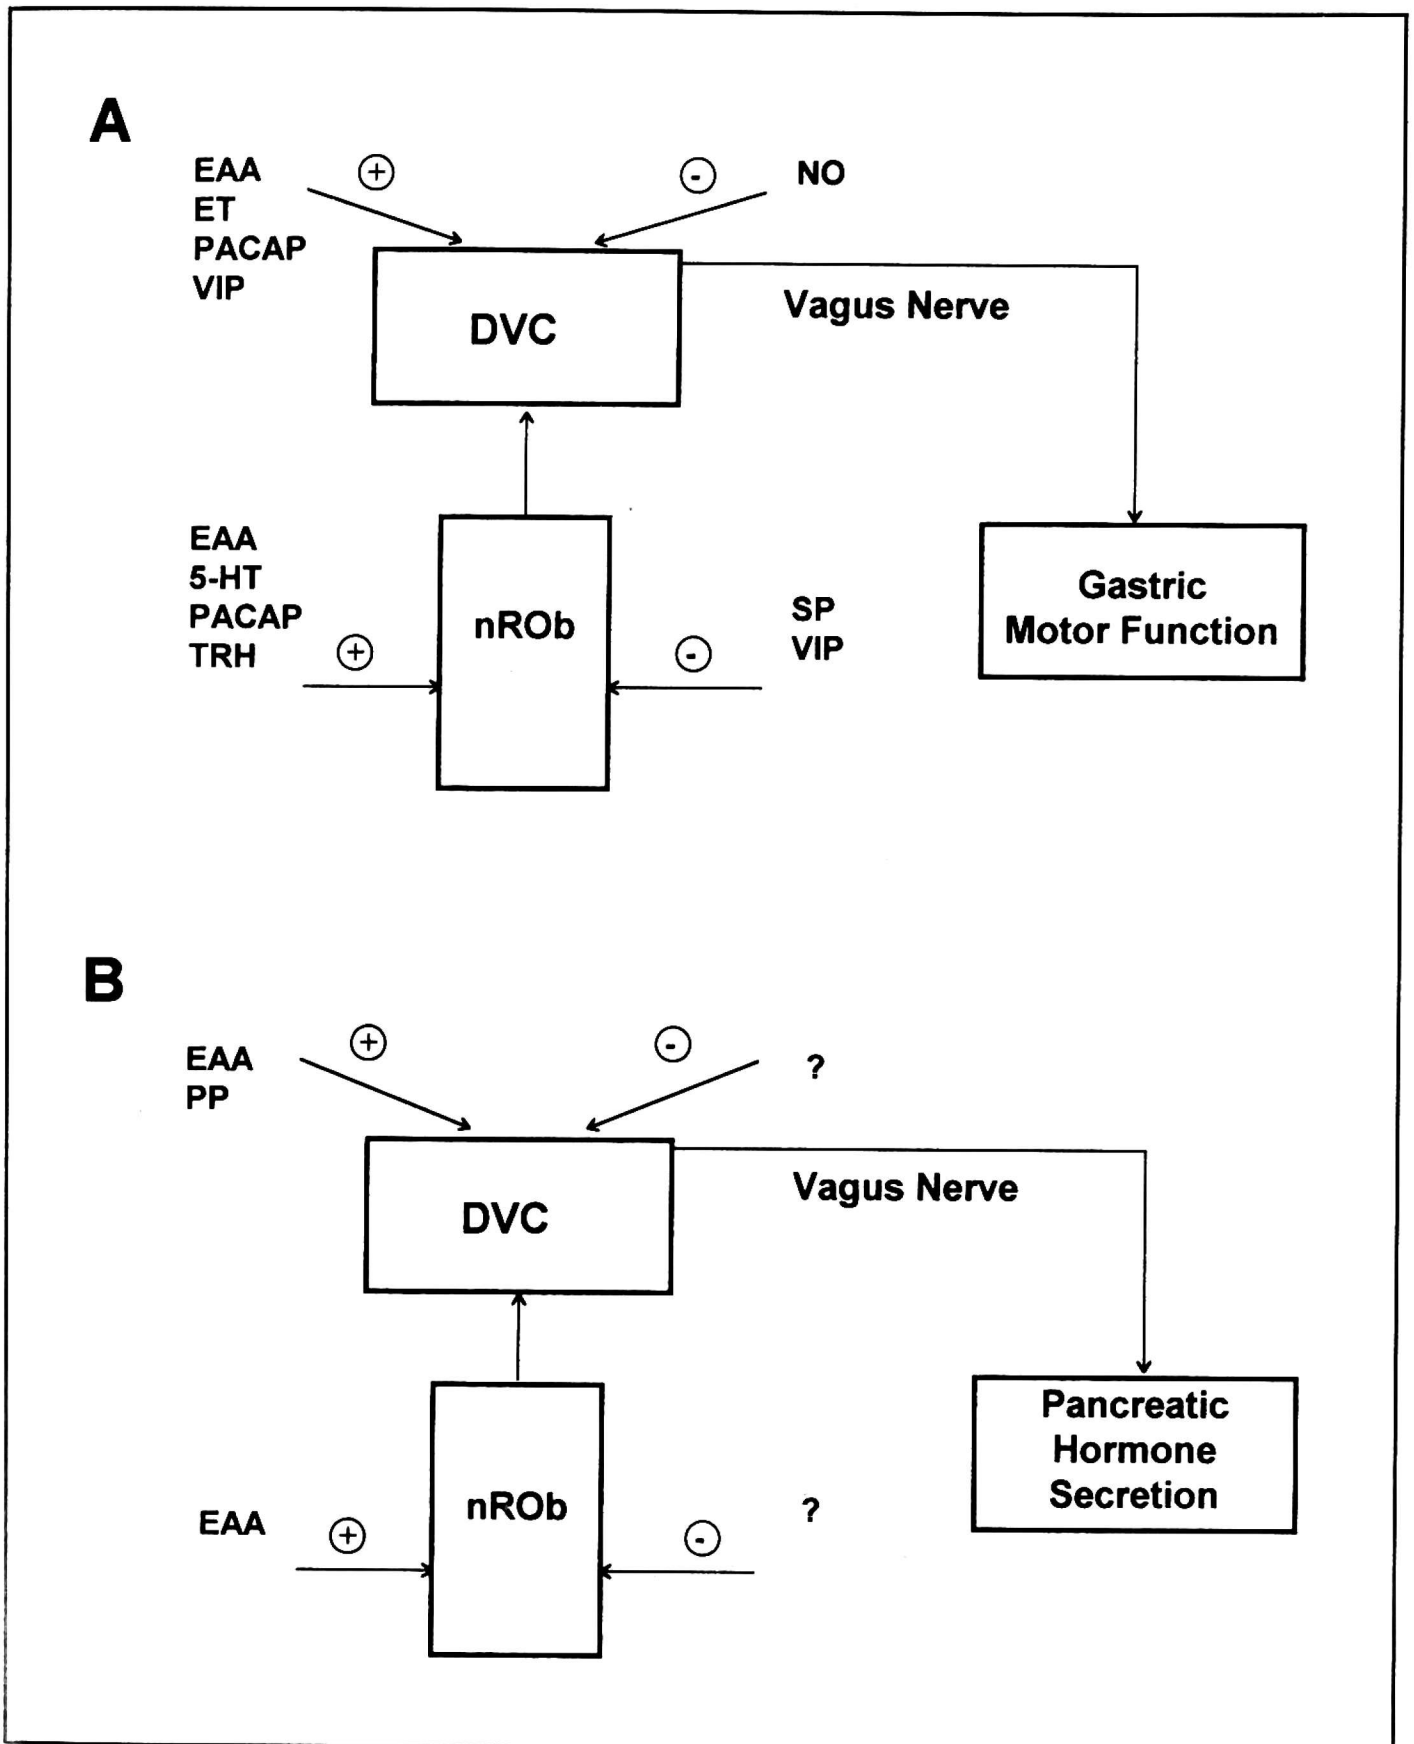 A
EAA
ET
PACAP
VIP
+
-
NO
DVC
Vagus Nerve
EAA
5-HT
PACAP
TRH
+
nROb
-
SP
VIP
Gastric
Motor Function
B
EAA
PP
+
-
?
DVC
Vagus Nerve
EAA
+
nROb
-
?
Pancreatic
Hormone
Secretion